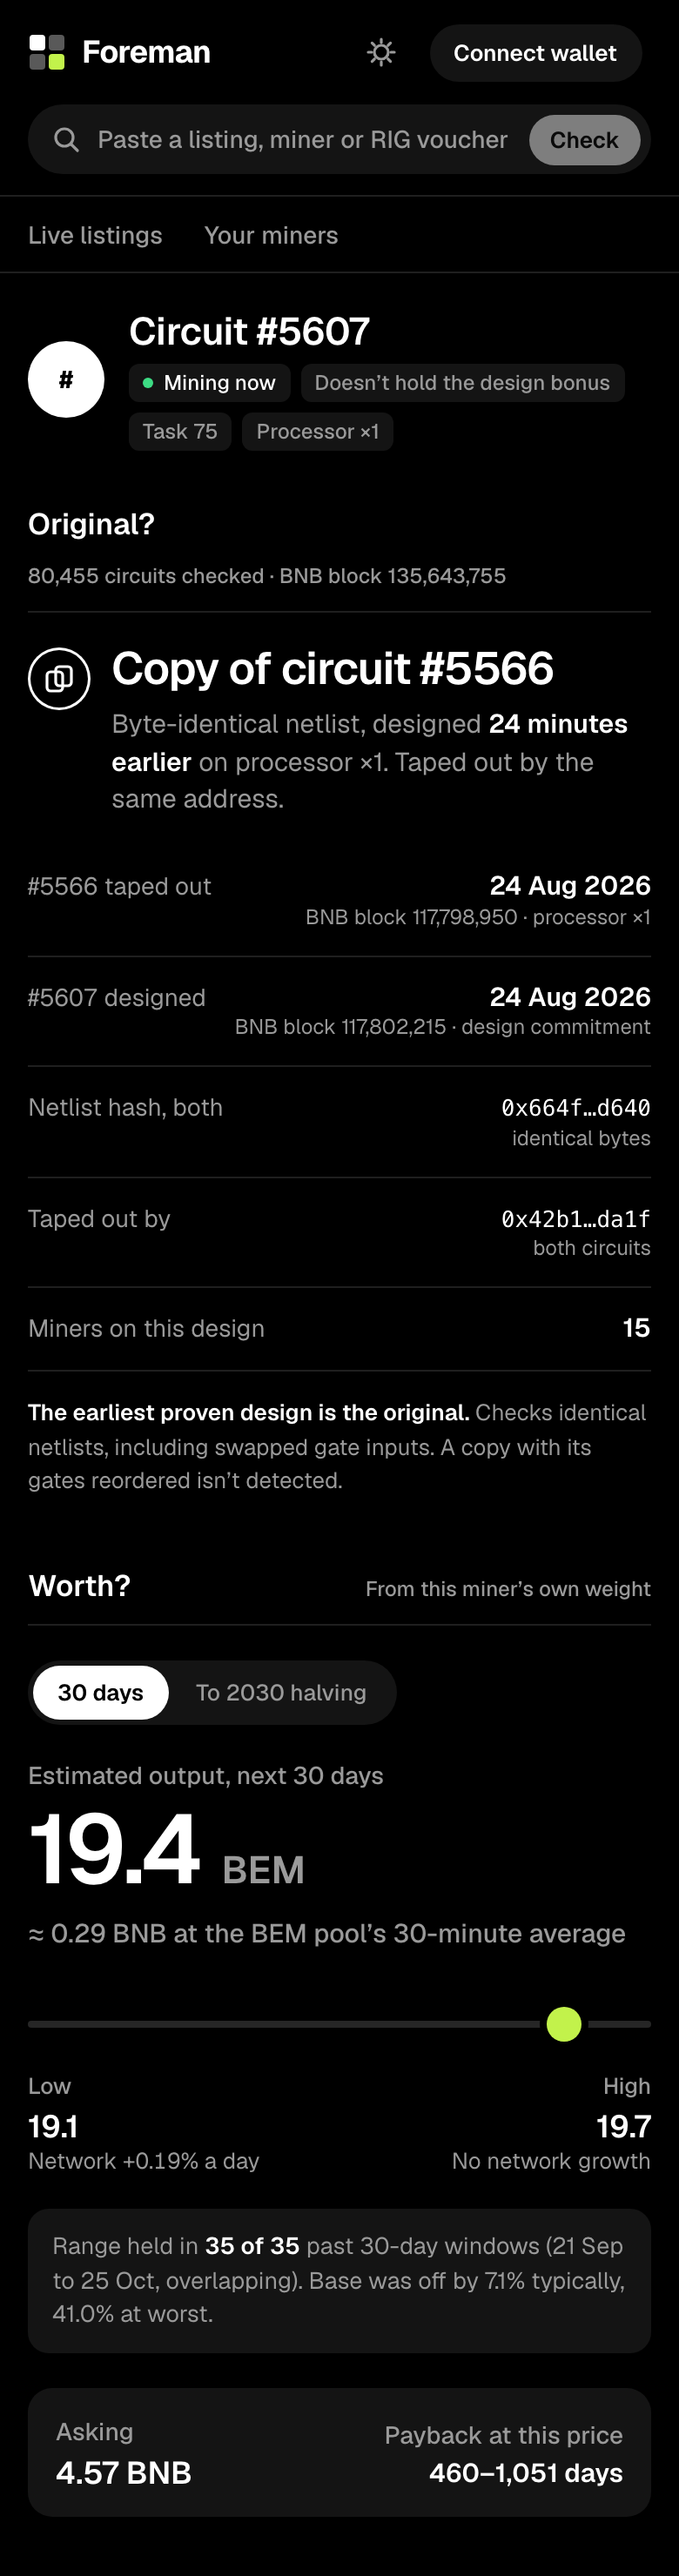 Foreman
Connect wallet
Paste a listing, miner or RIG voucher
Check
Live listings
Your miners
#
Circuit #5607
Mining now
Doesn’t hold the design bonus
Task 75
Processor ×1
Original?
80,455 circuits checked · BNB block 135,643,755
Copy of circuit #5566
Byte-identical netlist, designed 24 minutes
earlier on processor ×1. Taped out by the
same address.
#5566 taped out
24 Aug 2026
BNB block 117,798,950 · processor ×1
#5607 designed
24 Aug 2026
BNB block 117,802,215 · design commitment
Netlist hash, both
0x664f…d640
identical bytes
Taped out by
0x42b1…da1f
both circuits
Miners on this design
15
The earliest proven design is the original. Checks identical
netlists, including swapped gate inputs. A copy with its
gates reordered isn’t detected.
Worth?
From this miner’s own weight
30 days
To 2030 halving
Estimated output, next 30 days
19.4 BEM
≈ 0.29 BNB at the BEM pool’s 30-minute average
Low
High
19.1
19.7
Network +0.19% a day
No network growth
Range held in 35 of 35 past 30-day windows (21 Sep
to 25 Oct, overlapping). Base was off by 7.1% typically,
41.0% at worst.
Asking
Payback at this price
4.57 BNB
460–1,051 days